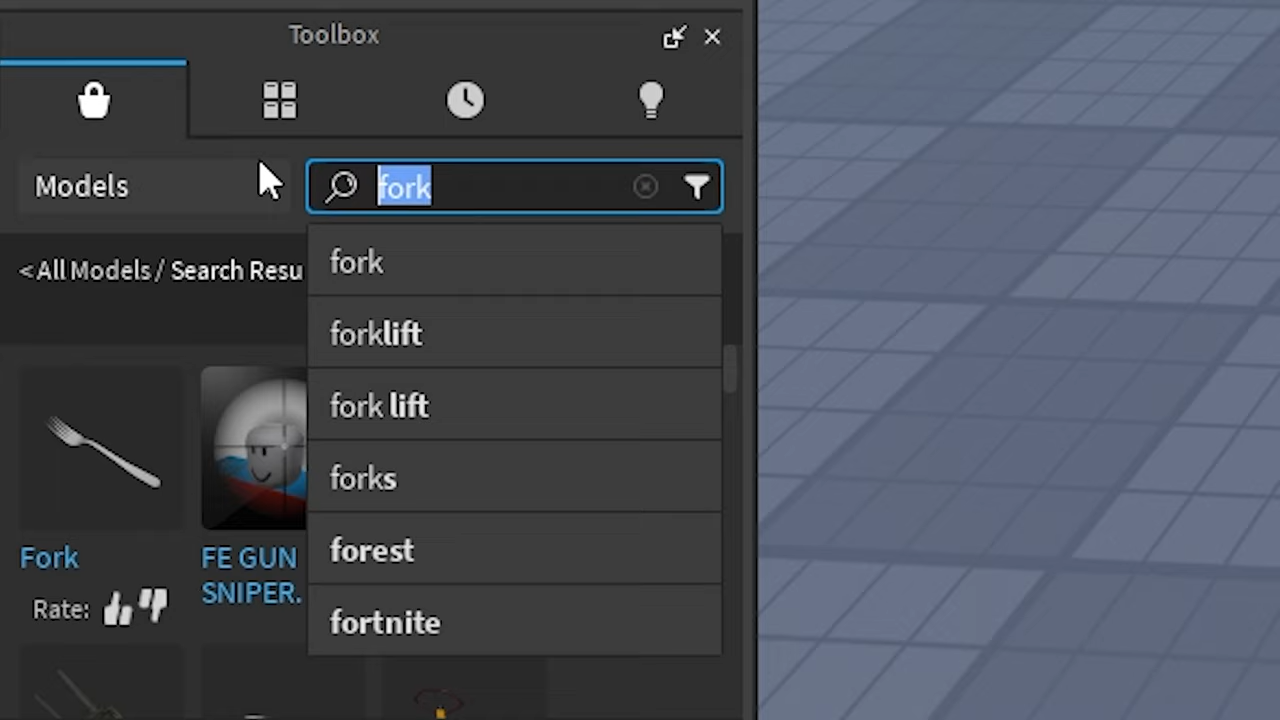 Toolbox
Models
fork
< All Models / Search Resu
fork
forklift
fork lift
forks
forest
fortnite
Fork
FE GUN
SNIPER.
Rate: